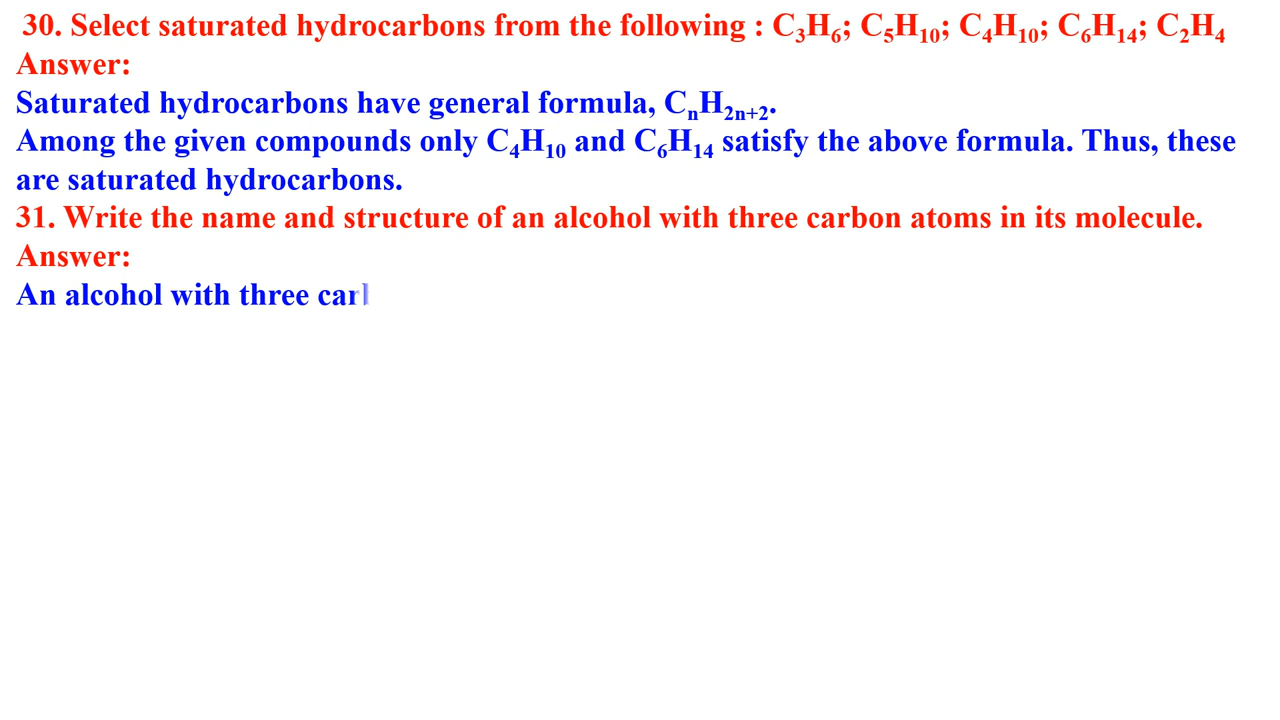 30. Select saturated hydrocarbons from the following : C₃H₆; C₅H₁₀; C₄H₁₀; C₆H₁₄; C₂H₄
Answer:
Saturated hydrocarbons have general formula, CₙH₂ₙ₊₂.
Among the given compounds only C₄H₁₀ and C₆H₁₄ satisfy the above formula. Thus, these
are saturated hydrocarbons.
31. Write the name and structure of an alcohol with three carbon atoms in its molecule.
Answer:
An alcohol with three